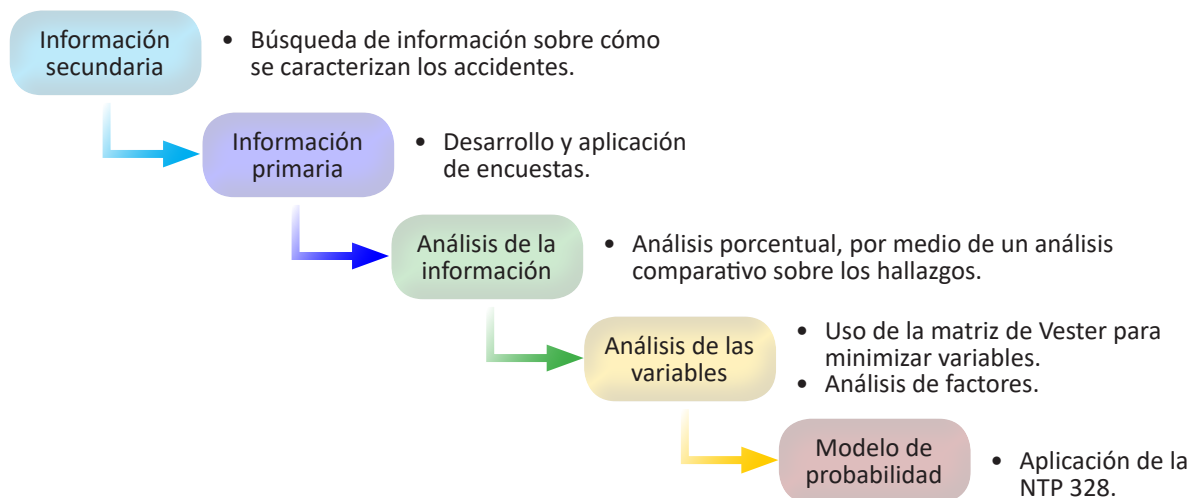 Información
secundaria
• Búsqueda de información sobre cómo
se caracterizan los accidentes.
Información
primaria
• Desarrollo y aplicación
de encuestas.
Análisis de la
información
• Análisis porcentual, por medio de un análisis
comparativo sobre los hallazgos.
Análisis de las
variables
• Uso de la matriz de Vester para
minimizar variables.
• Análisis de factores.
Modelo de
probabilidad
• Aplicación de la
NTP 328.